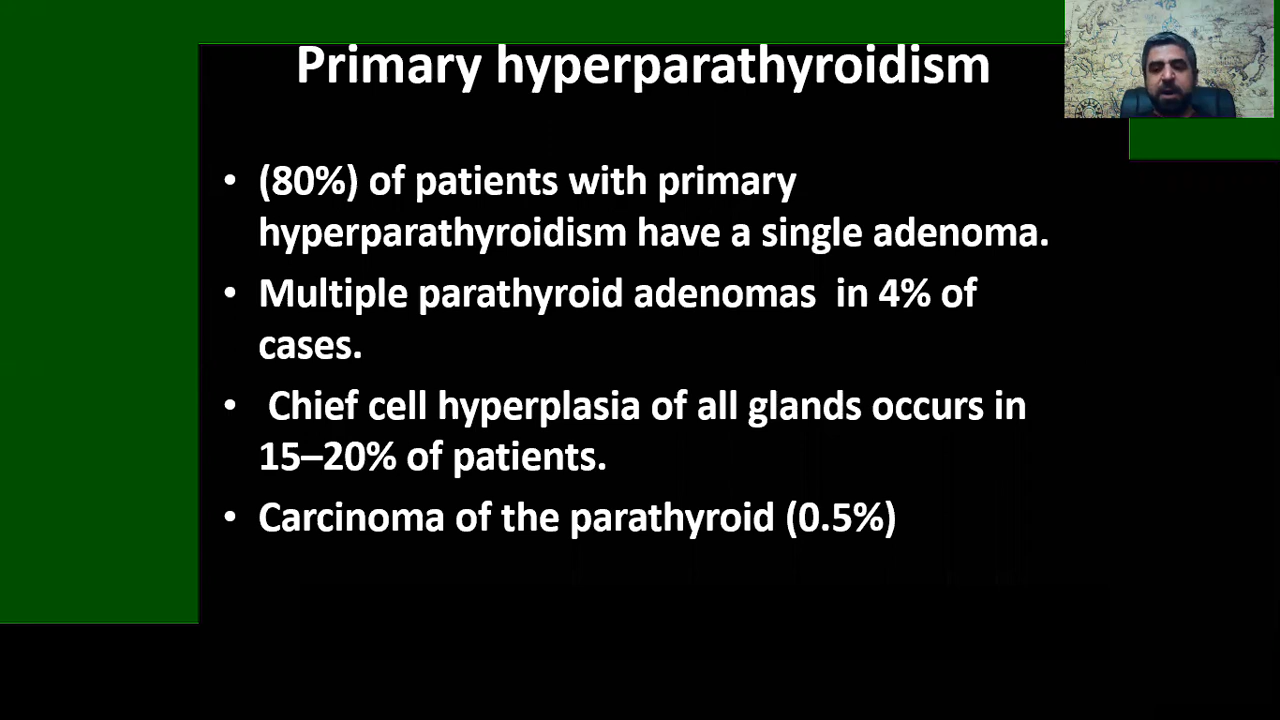 Primary hyperparathyroidism
• (80%) of patients with primary
hyperparathyroidism have a single adenoma.
• Multiple parathyroid adenomas  in 4% of
cases.
•  Chief cell hyperplasia of all glands occurs in
15–20% of patients.
• Carcinoma of the parathyroid (0.5%)